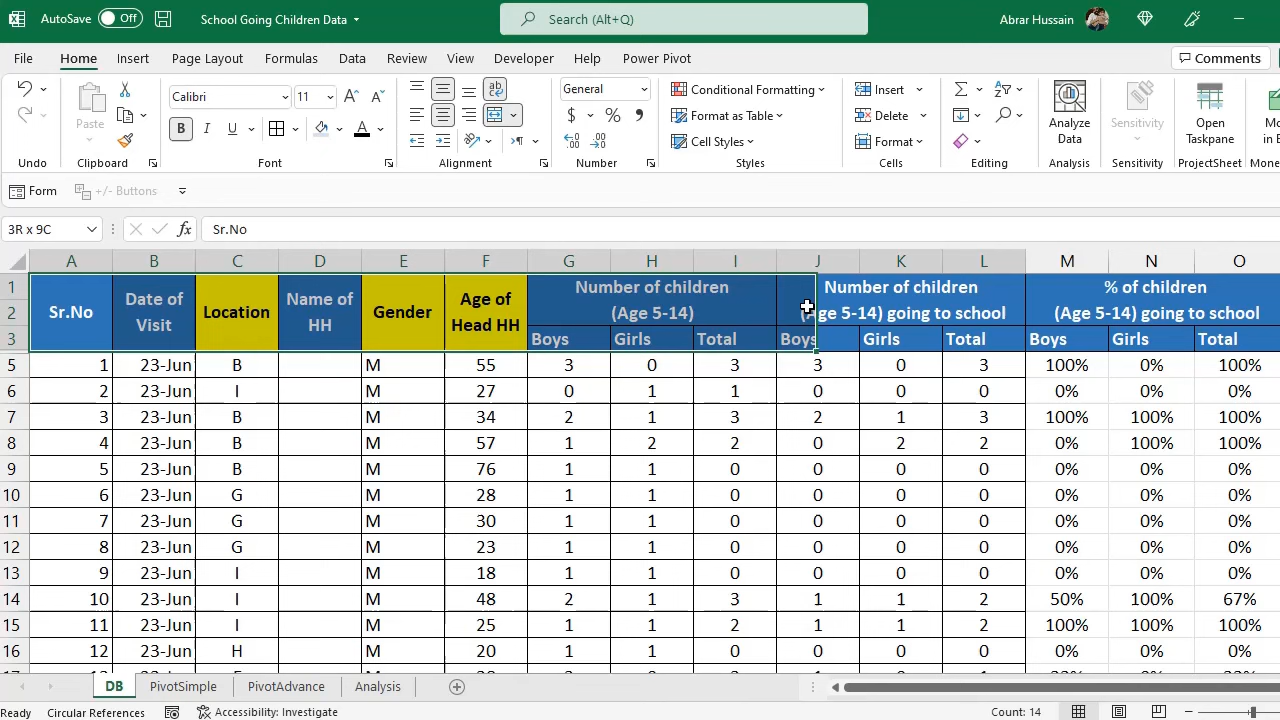 AutoSave Off School Going Children Data Search (Alt+Q) Abrar Hussain
File Home Insert Page Layout Formulas Data Review View Developer Help Power Pivot Comments
Paste
Calibri 11
B I U A
ab
General
$ % 9
Conditional Formatting
Format as Table
Cell Styles
Insert
Delete
Format
Analyze Data
Sensitivity
Open Taskpane
Undo Clipboard Font Alignment Number Styles Cells Editing Analysis Sensitivity ProjectSheet
Form +/- Buttons
3R x 9C fx Sr.No
A B C D E F G H I J K L M N O
1 2 3
Sr.No
Date of Visit
Location
Name of HH
Gender
Age of Head HH
Number of children
(Age 5-14)
Number of children
ge 5-14) going to school
% of children
(Age 5-14) going to school
Boys Girls Total Boys Girls Total Boys Girls Total
5 1 23-Jun B M 55 3 0 3 3 0 3 100% 0% 100%
6 2 23-Jun I M 27 0 1 1 0 0 0 0% 0% 0%
7 3 23-Jun B M 34 2 1 3 2 1 3 100% 100% 100%
8 4 23-Jun B M 57 1 2 2 0 2 2 0% 100% 100%
9 5 23-Jun B M 76 1 1 0 0 0 0 0% 0% 0%
10 6 23-Jun G M 28 1 1 0 0 0 0 0% 0% 0%
11 7 23-Jun G M 30 1 1 0 0 0 0 0% 0% 0%
12 8 23-Jun G M 23 1 1 0 0 0 0 0% 0% 0%
13 9 23-Jun I M 18 1 1 0 0 0 0 0% 0% 0%
14 10 23-Jun I M 48 2 1 3 1 1 2 50% 100% 67%
15 11 23-Jun I M 25 1 1 2 1 1 2 100% 100% 100%
16 12 23-Jun H M 20 1 1 0 0 0 0 0% 0% 0%
DB PivotSimple PivotAdvance Analysis
Ready Circular References Accessibility: Investigate Count: 14